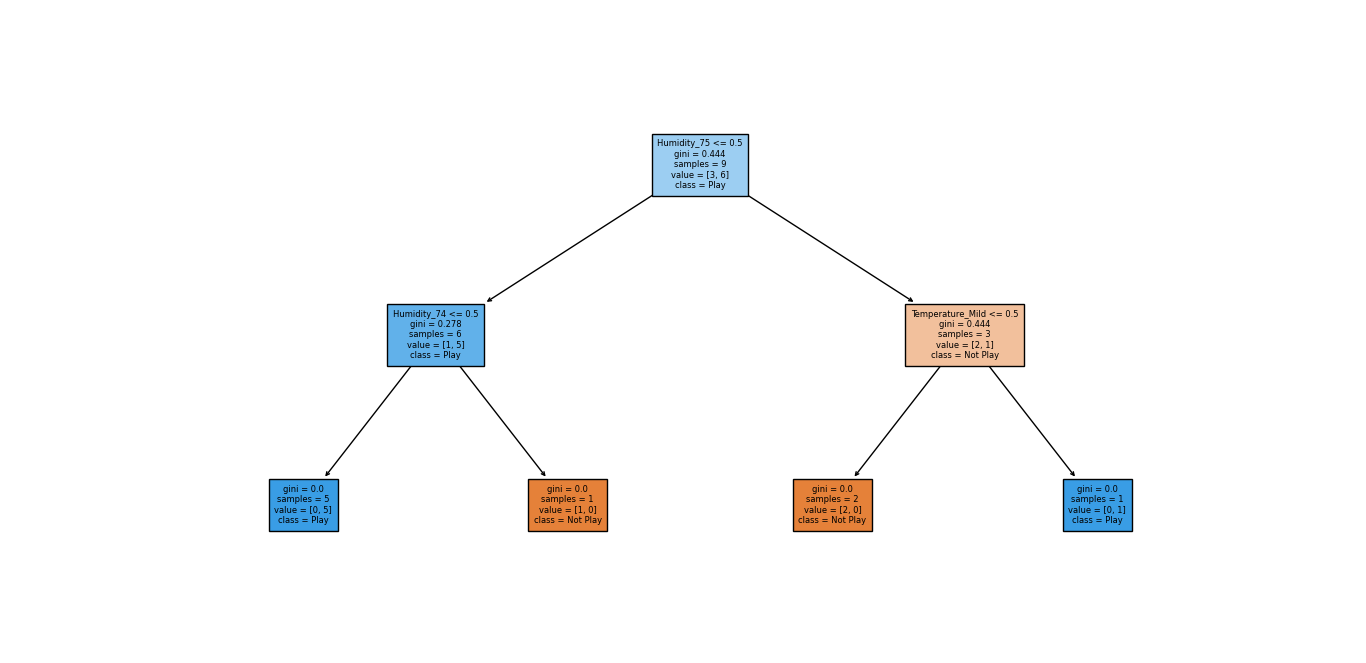 Humidity_75 <= 0.5
gini = 0.444
samples = 9
value = [3, 6]
class = Play
Humidity_74 <= 0.5
gini = 0.278
samples = 6
value = [1, 5]
class = Play
Temperature_Mild <= 0.5
gini = 0.444
samples = 3
value = [2, 1]
class = Not Play
gini = 0.0
samples = 5
value = [0, 5]
class = Play
gini = 0.0
samples = 1
value = [1, 0]
class = Not Play
gini = 0.0
samples = 2
value = [2, 0]
class = Not Play
gini = 0.0
samples = 1
value = [0, 1]
class = Play